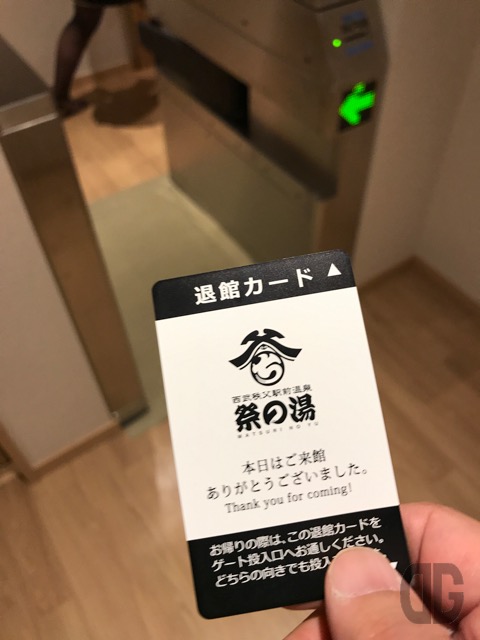 退館カード ▲
西武秩父駅前温泉
祭の湯
MATSURI NO YU
本日はご来館
ありがとうございました。
Thank you for coming!
お帰りの際は、この退館カードを
ゲート投入口へお通しください。
どちらの向きでも投入
DG